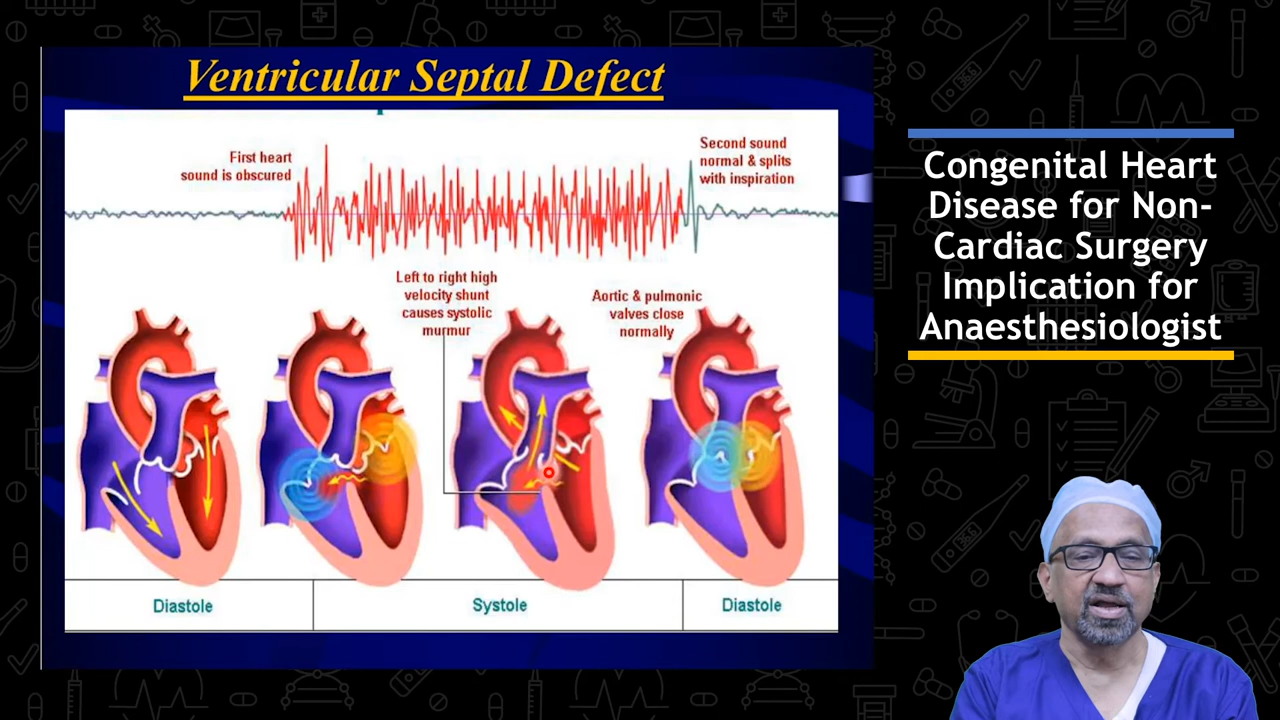 Ventricular Septal Defect
First heart
sound is obscured
Second sound
normal & splits
with inspiration
Left to right high
velocity shunt
causes systolic
murmur
Aortic & pulmonic
valves close
normally
Diastole
Systole
Diastole
Congenital Heart
Disease for Non-
Cardiac Surgery
Implication for
Anaesthesiologist